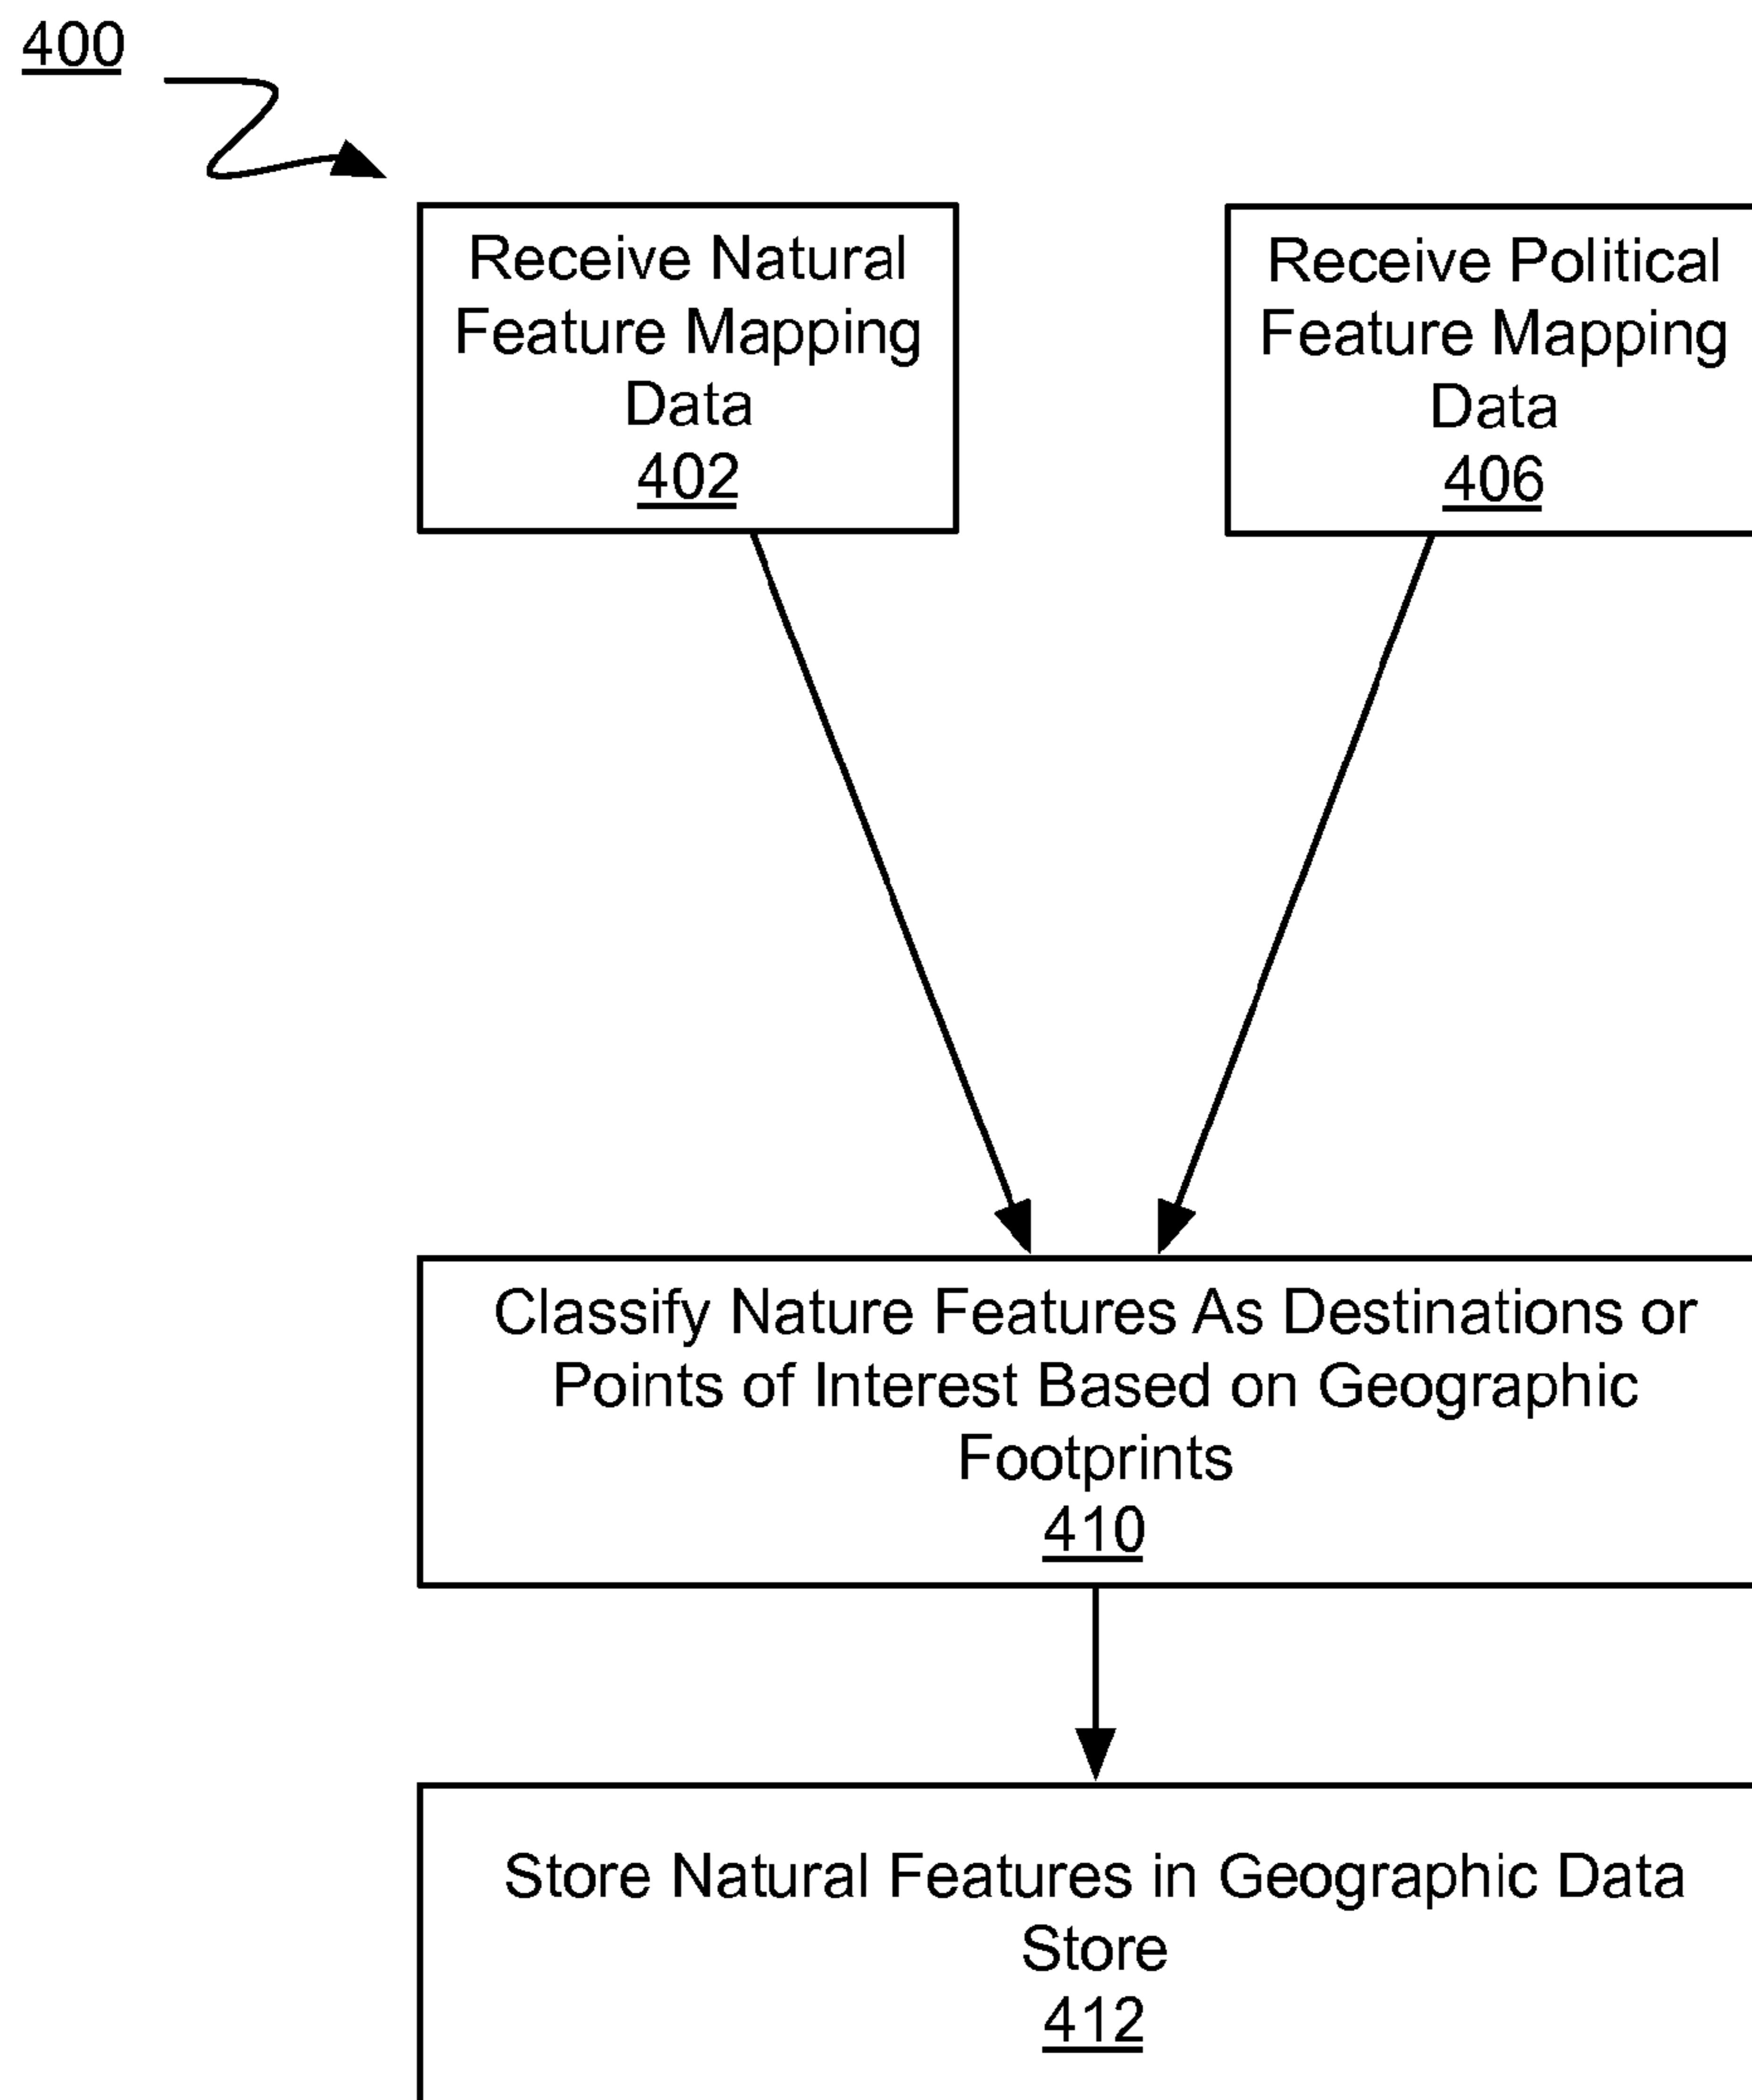 400
Receive Natural
Feature Mapping
Data
402
Receive Political
Feature Mapping
Data
406
Classify Nature Features As Destinations or
Points of Interest Based on Geographic
Footprints
410
Store Natural Features in Geographic Data
Store
412